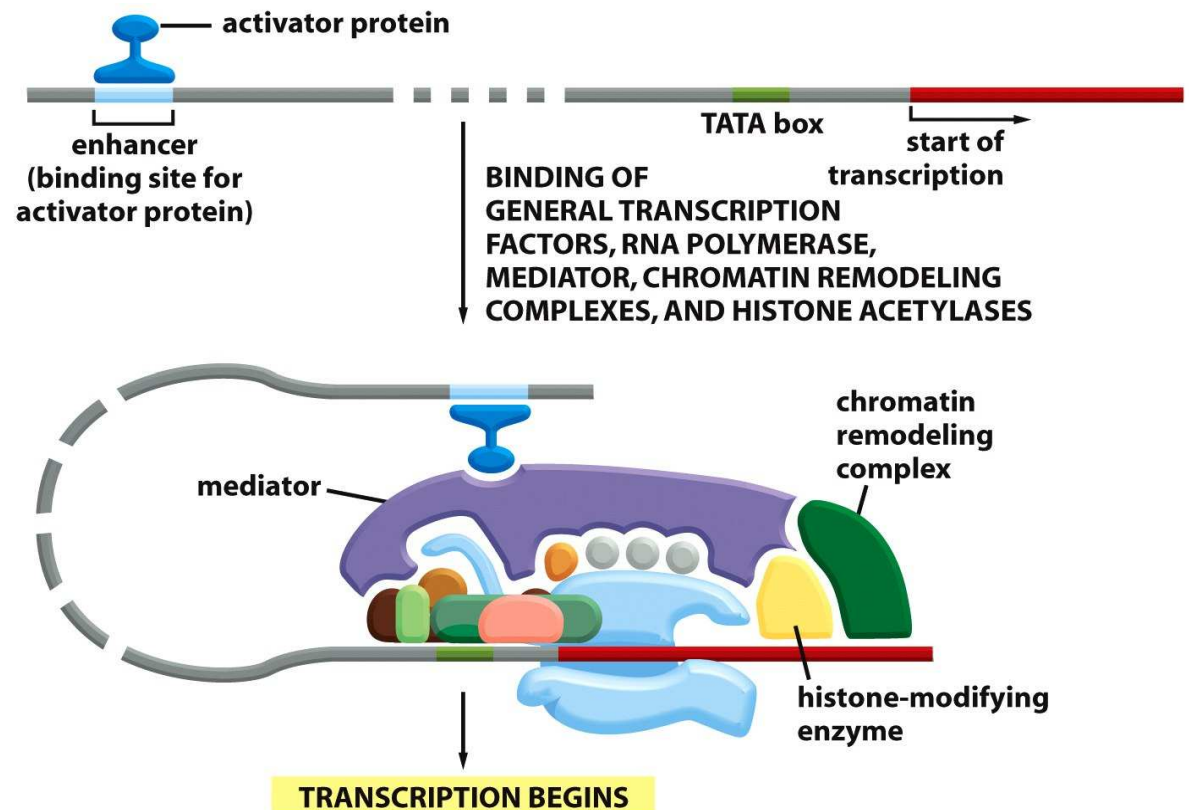 activator protein
enhancer
(binding site for
activator protein)
TATA box
start of
transcription
BINDING OF
GENERAL TRANSCRIPTION
FACTORS, RNA POLYMERASE,
MEDIATOR, CHROMATIN REMODELING
COMPLEXES, AND HISTONE ACETYLASES
chromatin
remodeling
complex
mediator
histone-modifying
enzyme
TRANSCRIPTION BEGINS